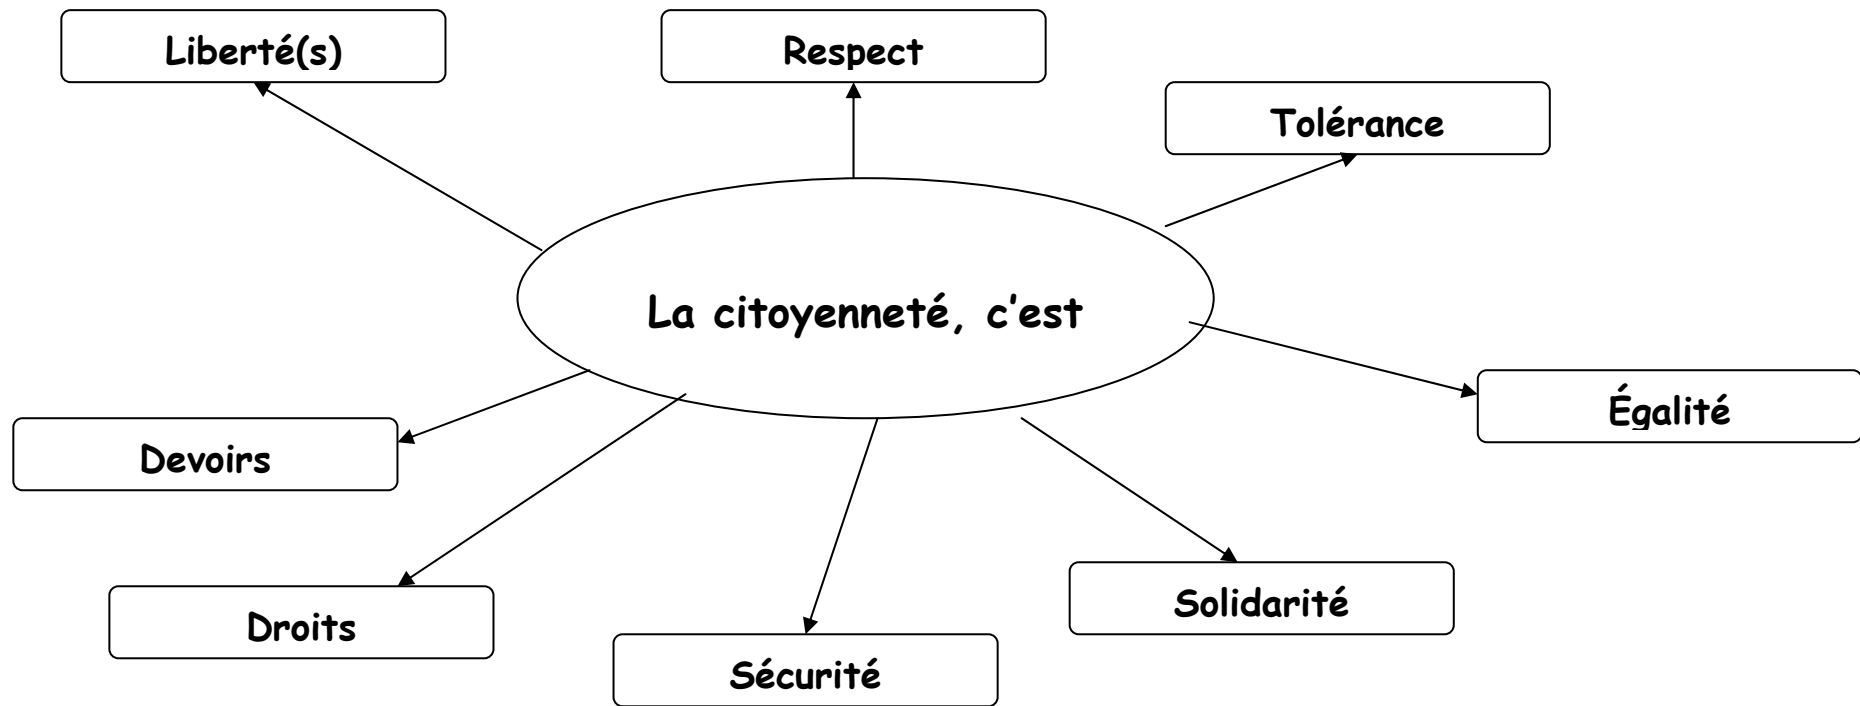 Liberté(s)
Respect
Tolérance
La citoyenneté, c'est
Égalité
Devoirs
Solidarité
Droits
Sécurité